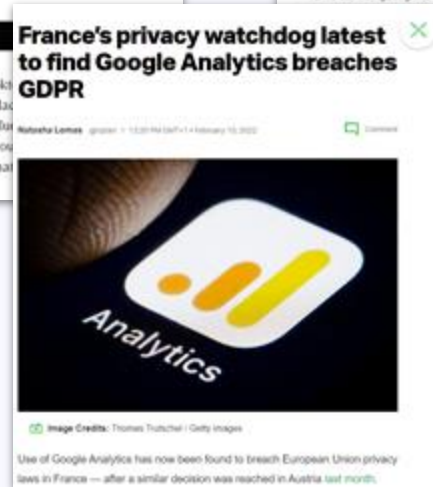 France's privacy watchdog latest
to find Google Analytics breaches
GDPR
Natasha Lomas
Comment
Analytics
Image Credits: Thomas Trutschel / Getty Images
Use of Google Analytics has now been found to breach European Union privacy
laws in France — after a similar decision was reached in Austria last month.